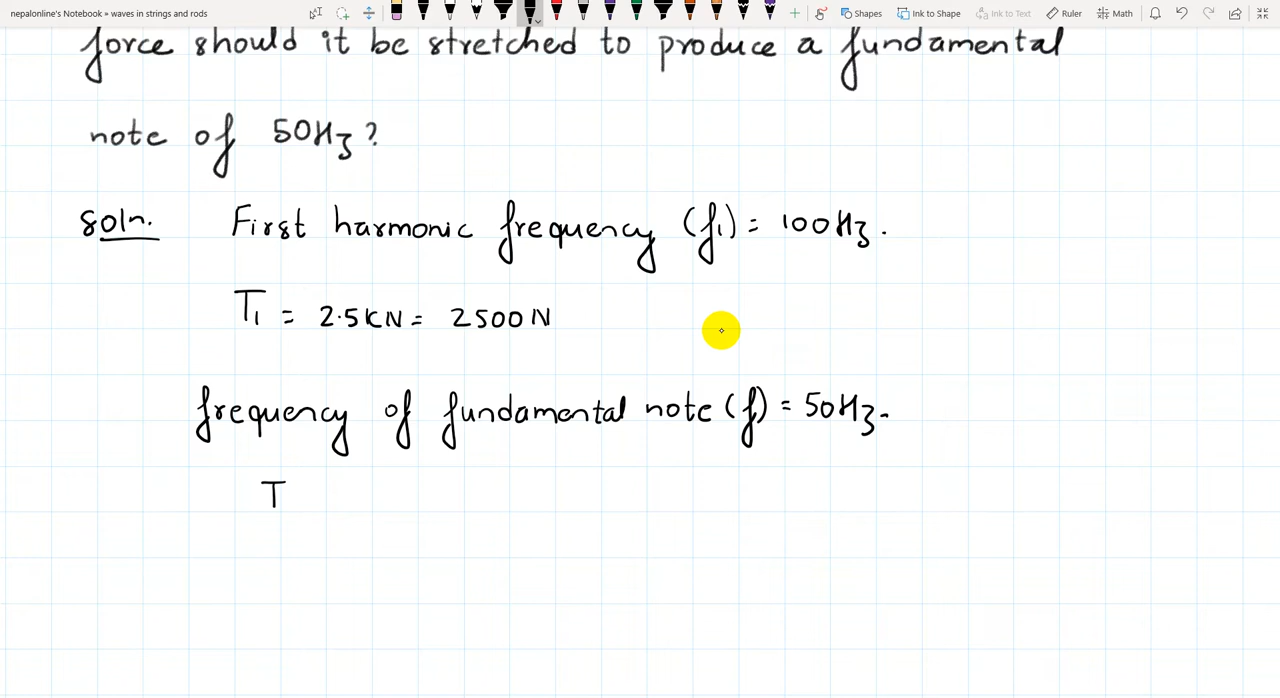 nepalonline's Notebook » waves in strings and rods
Shapes Ink to Shape Ink to Text Ruler Math
force should it be stretched to produce a fundamental
note of 50Hz?
soln. First harmonic frequency (f1) = 100Hz.
T1 = 2.5KN = 2500N
frequency of fundamental note (f) = 50Hz.
T